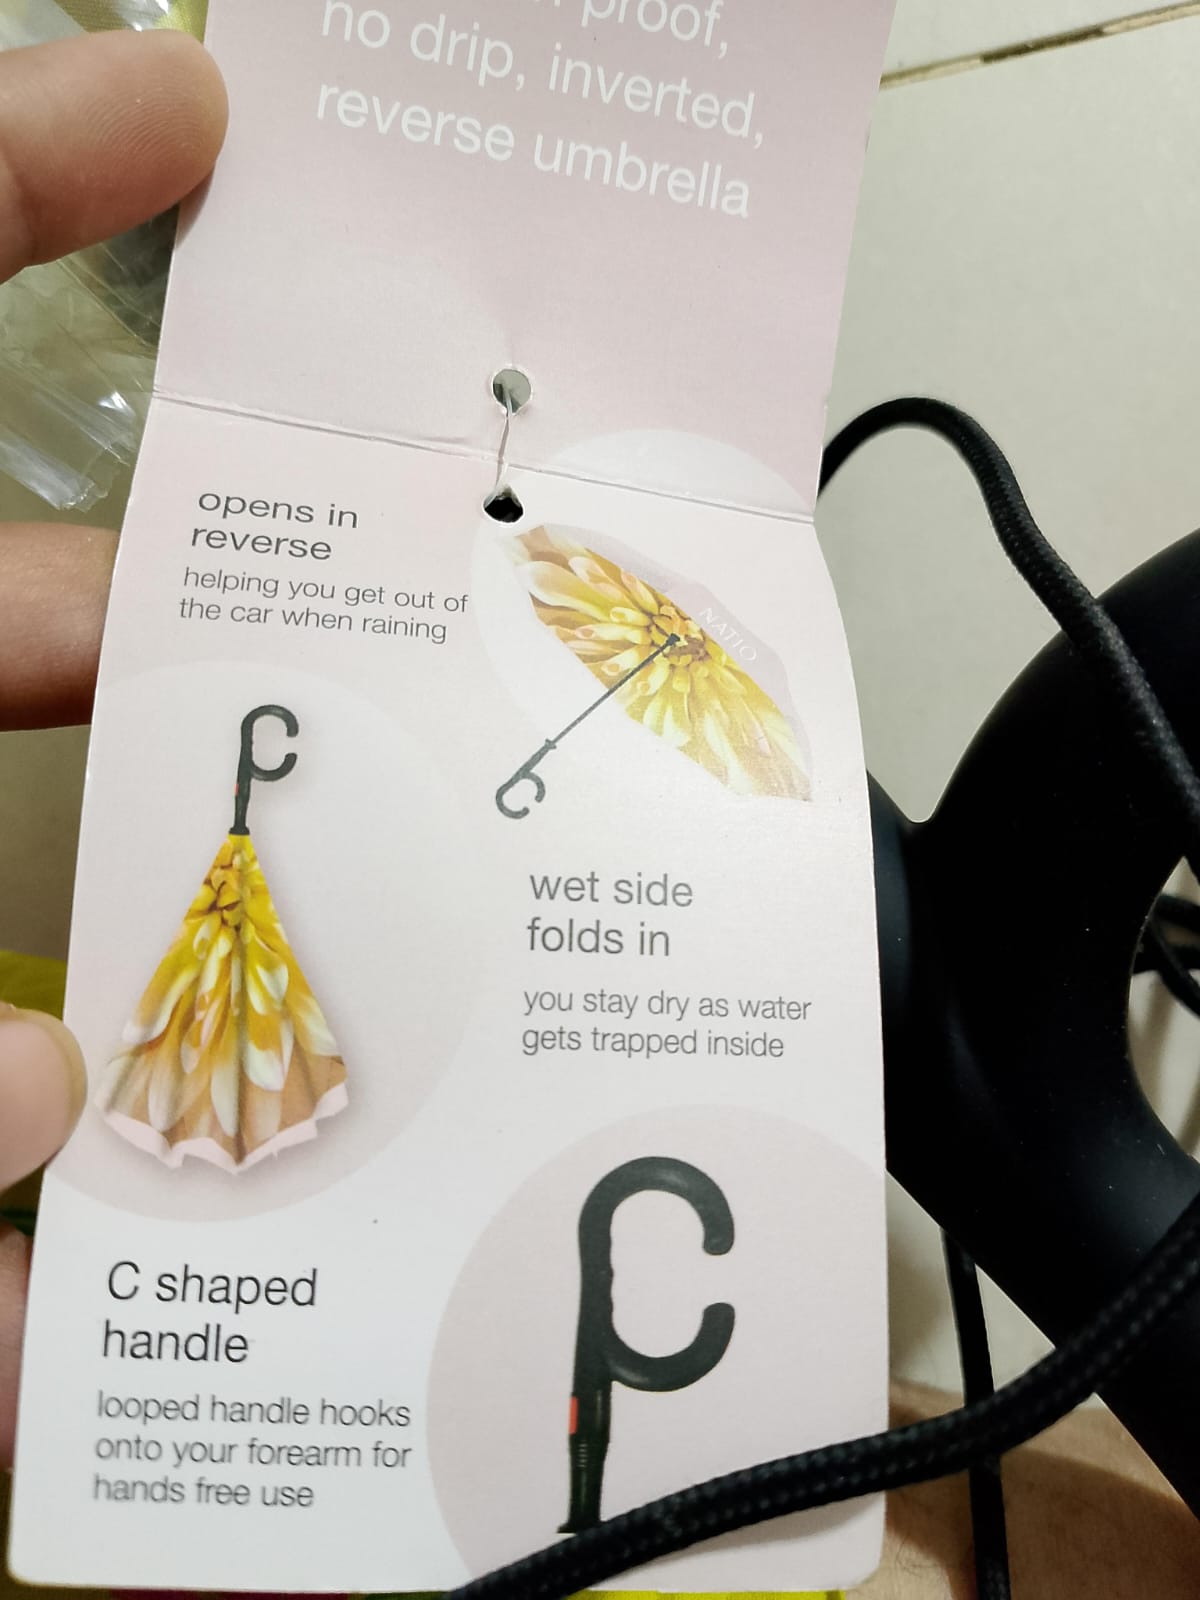 proof,
no drip, inverted,
reverse umbrella
opens in
reverse
helping you get out of
the car when raining
NATIO
wet side
folds in
you stay dry as water
gets trapped inside
C shaped
handle
looped handle hooks
onto your forearm for
hands free use